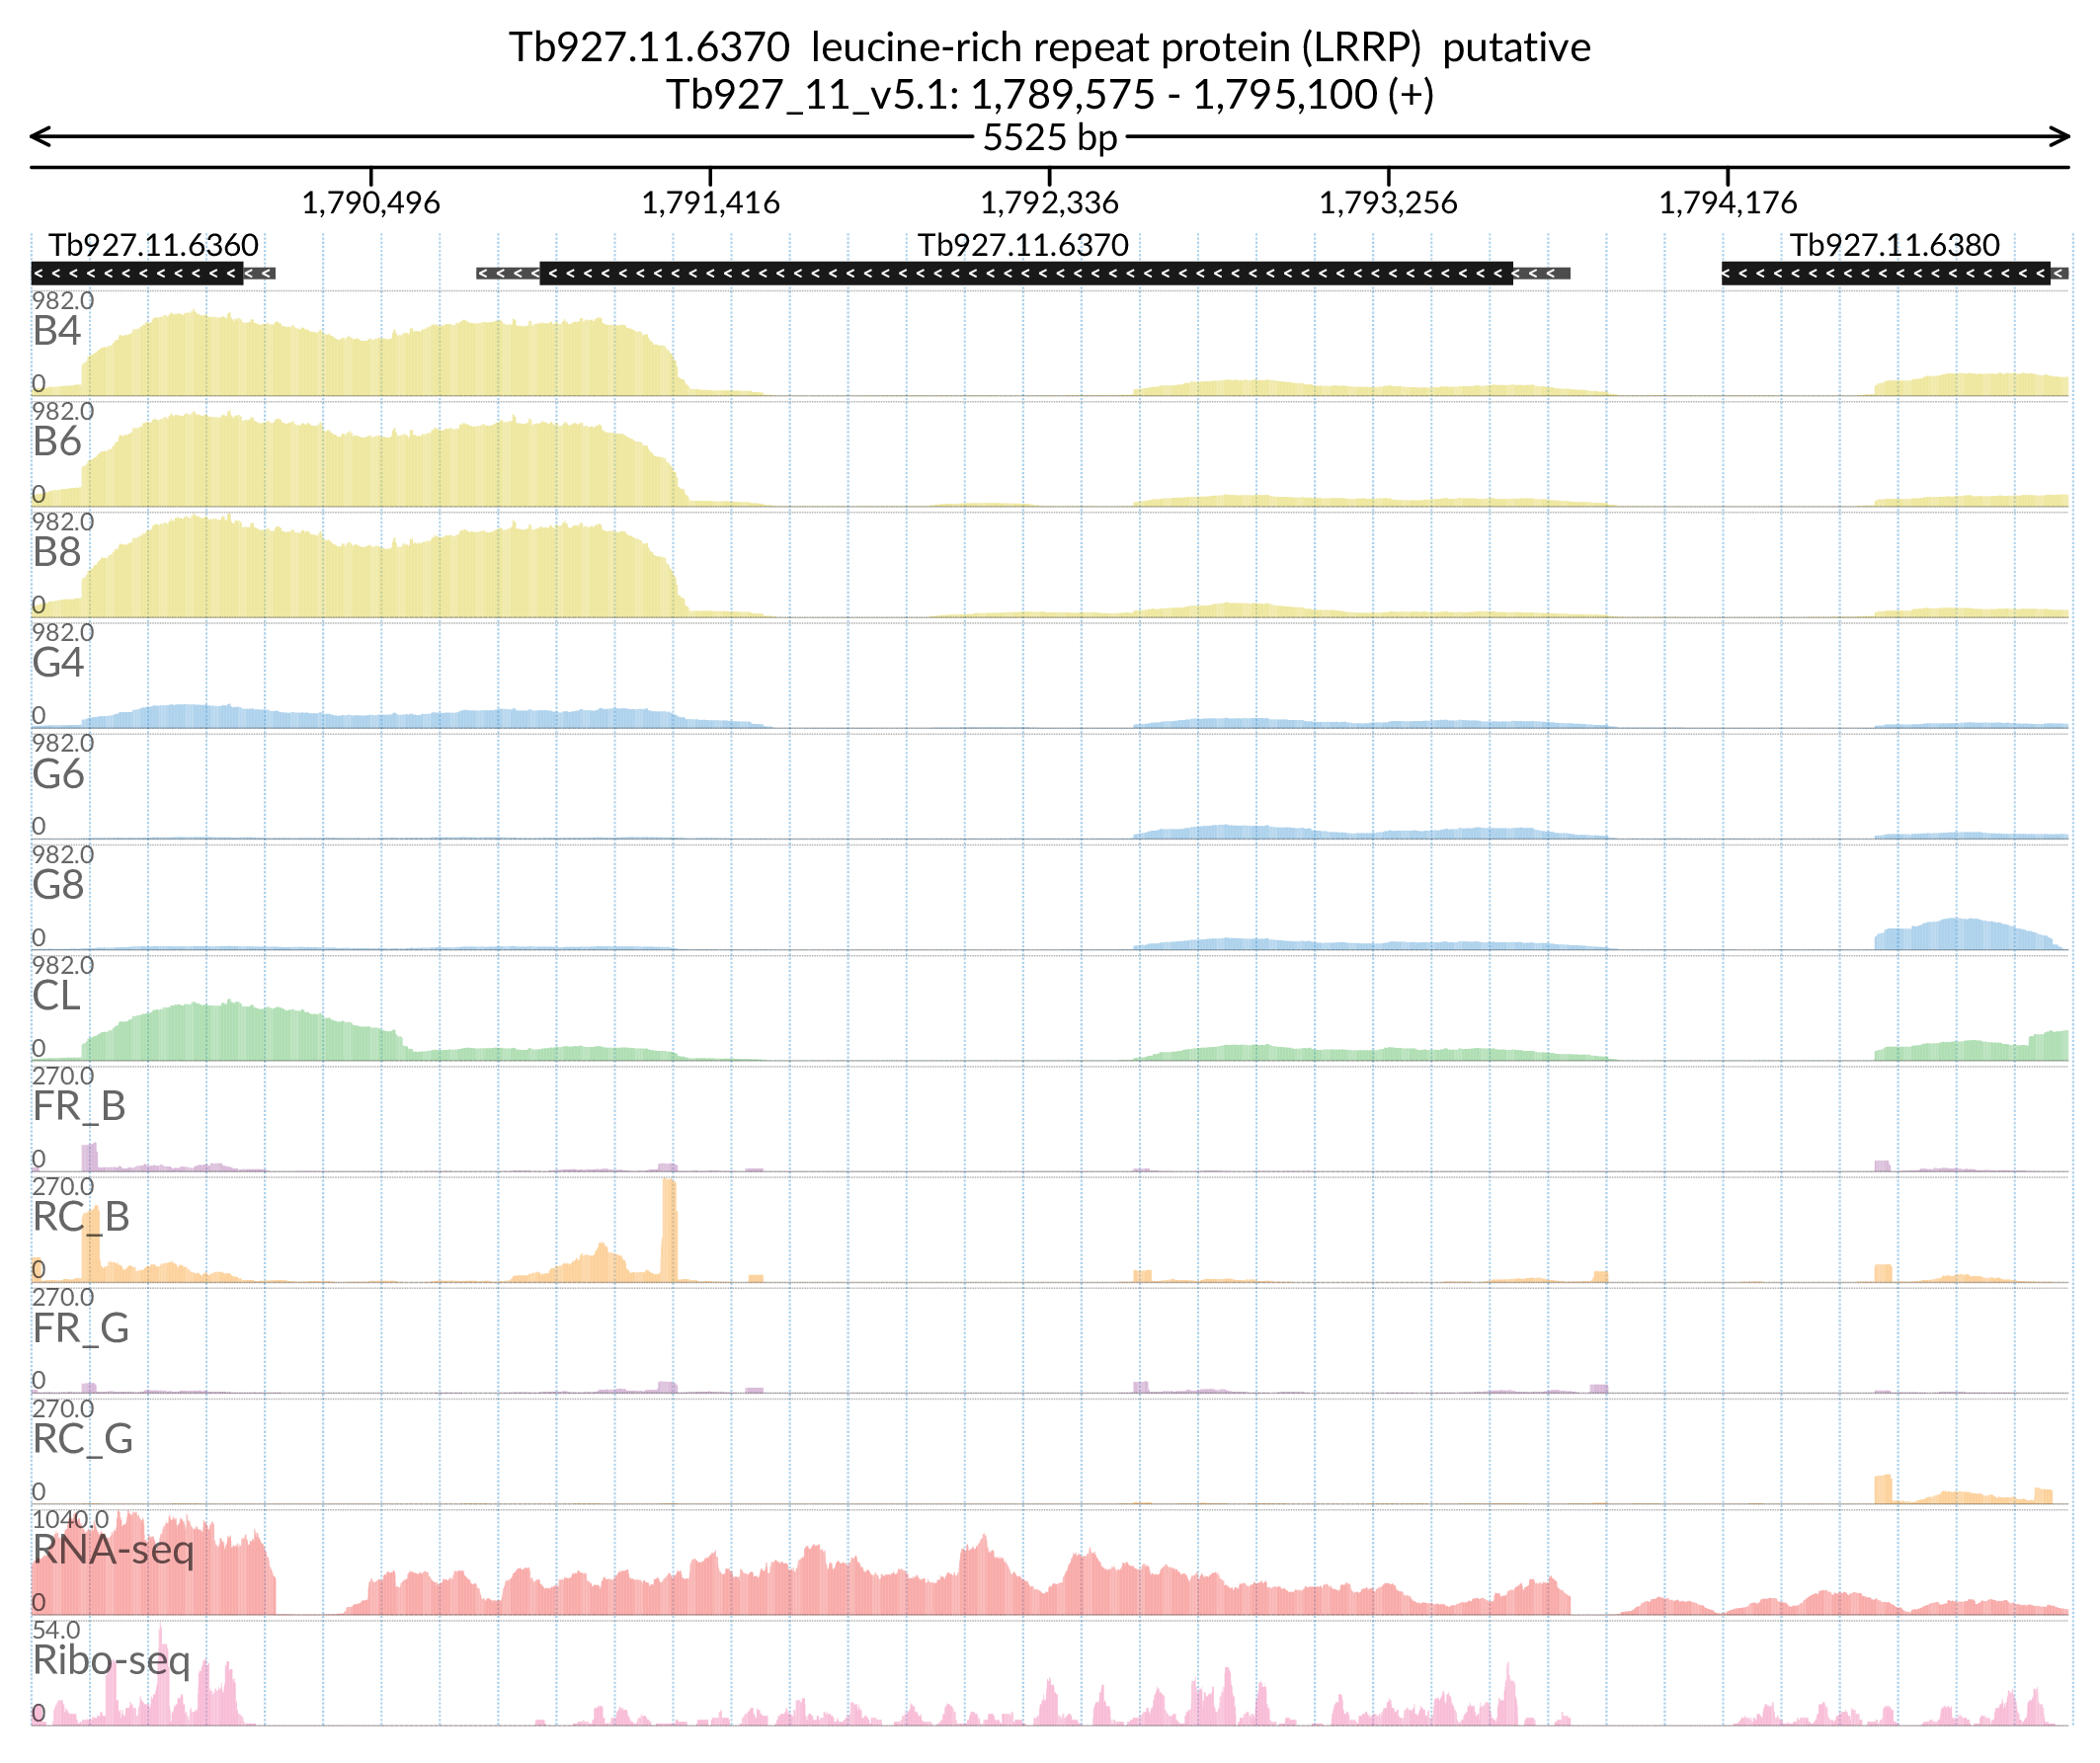 Tb927.11.6370 leucine-rich repeat protein (LRRP) putative
Tb927_11_v5.1: 1,789,575 - 1,795,100 (+)
5525 bp
1,790,496 1,791,416 1,792,336 1,793,256 1,794,176
Tb927.11.6360 Tb927.11.6370 Tb927.11.6380
982.0
B4
0
982.0
B6
0
982.0
B8
0
982.0
G4
0
982.0
G6
0
982.0
G8
0
982.0
CL
0
270.0
FR_B
0
270.0
RC_B
0
270.0
FR_G
0
270.0
RC_G
0
1040.0
RNA-seq
0
54.0
Ribo-seq
0